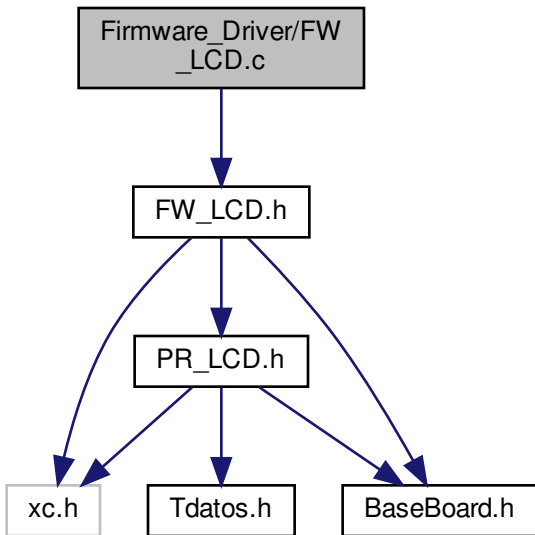 Firmware_Driver/FW
_LCD.c
FW_LCD.h
PR_LCD.h
xc.h
Tdatos.h
BaseBoard.h